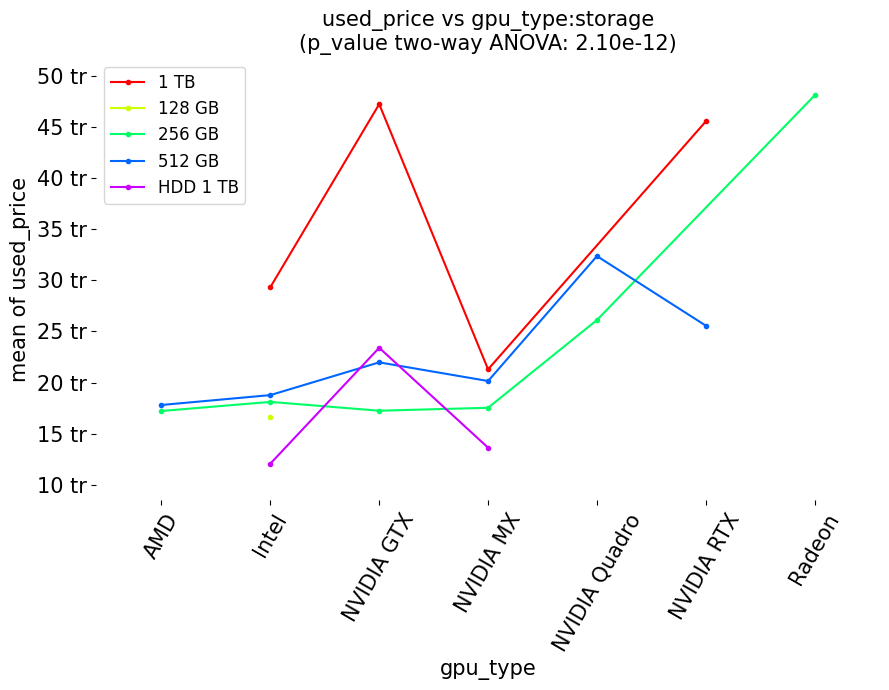 used_price vs gpu_type:storage
(p_value two-way ANOVA: 2.10e-12)
1 TB
128 GB
256 GB
512 GB
HDD 1 TB
50 tr
45 tr
40 tr
35 tr
30 tr
25 tr
20 tr
15 tr
10 tr
mean of used_price
AMD
Intel
NVIDIA GTX
NVIDIA MX
NVIDIA Quadro
NVIDIA RTX
Radeon
gpu_type